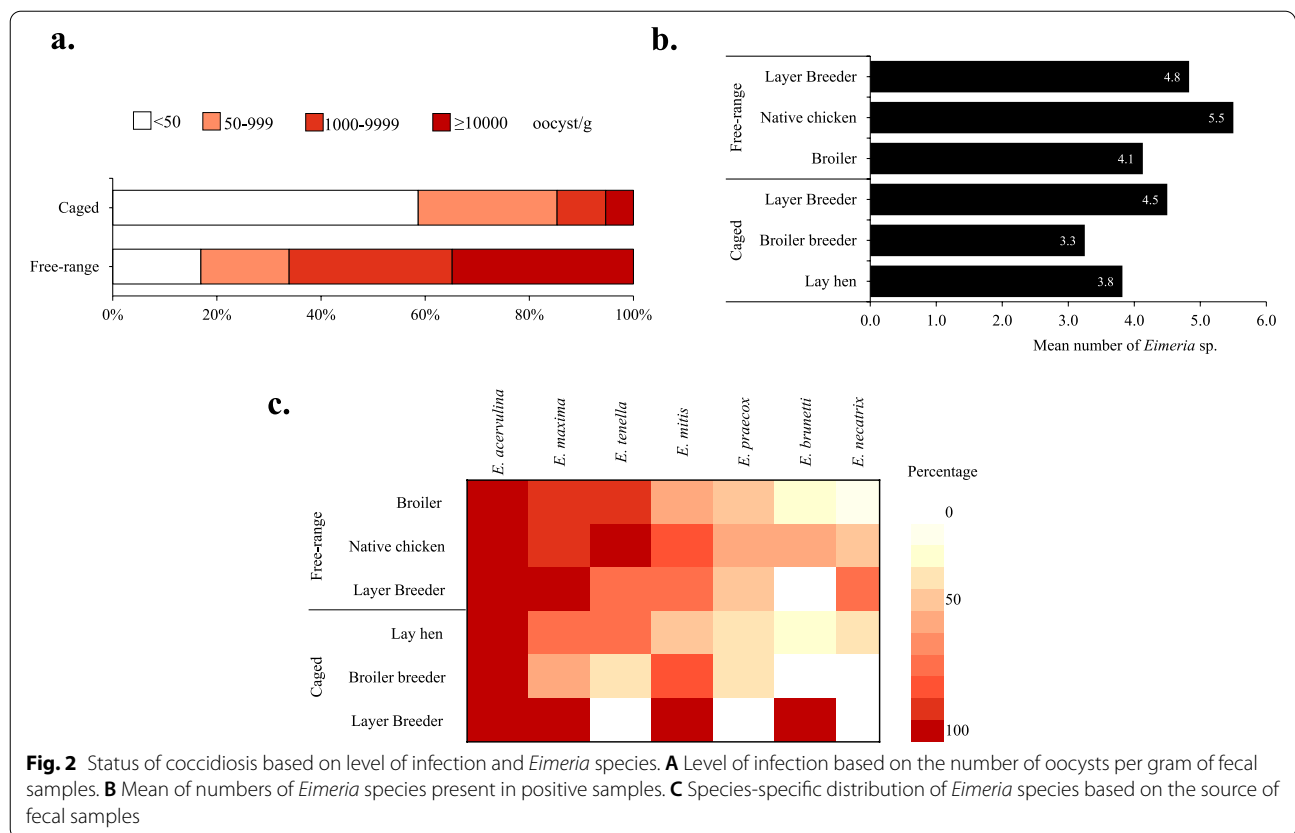 a.
<50 50-999 1000-9999 ≥10000 oocyst/g
Caged
Free-range
0% 20% 40% 60% 80% 100%
b.
Free-range
Layer Breeder 4.8
Native chicken 5.5
Broiler 4.1
Caged
Layer Breeder 4.5
Broiler breeder 3.3
Lay hen 3.8
0.0 1.0 2.0 3.0 4.0 5.0 6.0
Mean number of Eimeria sp.
c.
E. acervulina E. maxima E. tenella E. mitis E. praecox E. brunetti E. necatrix
Free-range
Broiler
Native chicken
Layer Breeder
Caged
Lay hen
Broiler breeder
Layer Breeder
Percentage
0
50
100
Fig. 2 Status of coccidiosis based on level of infection and Eimeria species. A Level of infection based on the number of oocysts per gram of fecal
samples. B Mean of numbers of Eimeria species present in positive samples. C Species-specific distribution of Eimeria species based on the source of
fecal samples